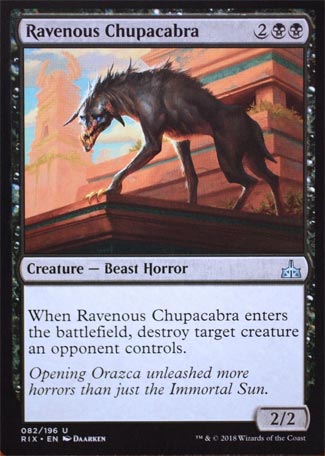 Ravenous Chupacabra 2
Creature — Beast Horror
When Ravenous Chupacabra enters
the battlefield, destroy target creature
an opponent controls.
Opening Orazca unleashed more
horrors than just the Immortal Sun.
2/2
082/196 U
RIX • EN Daarken
™ & © 2018 Wizards of the Coast